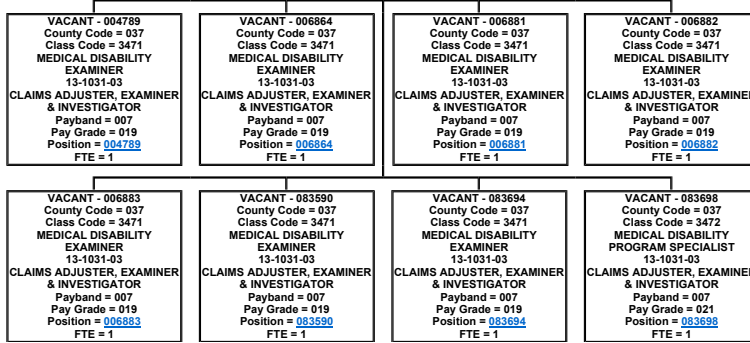 VACANT - 004789
County Code = 037
Class Code = 3471
MEDICAL DISABILITY
EXAMINER
13-1031-03
CLAIMS ADJUSTER, EXAMINER
& INVESTIGATOR
Payband = 007
Pay Grade = 019
Position = 004789
FTE = 1
VACANT - 006864
County Code = 037
Class Code = 3471
MEDICAL DISABILITY
EXAMINER
13-1031-03
CLAIMS ADJUSTER, EXAMINER
& INVESTIGATOR
Payband = 007
Pay Grade = 019
Position = 006864
FTE = 1
VACANT - 006881
County Code = 037
Class Code = 3471
MEDICAL DISABILITY
EXAMINER
13-1031-03
CLAIMS ADJUSTER, EXAMINER
& INVESTIGATOR
Payband = 007
Pay Grade = 019
Position = 006881
FTE = 1
VACANT - 006882
County Code = 037
Class Code = 3471
MEDICAL DISABILITY
EXAMINER
13-1031-03
CLAIMS ADJUSTER, EXAMINER
& INVESTIGATOR
Payband = 007
Pay Grade = 019
Position = 006882
FTE = 1
VACANT - 006883
County Code = 037
Class Code = 3471
MEDICAL DISABILITY
EXAMINER
13-1031-03
CLAIMS ADJUSTER, EXAMINER
& INVESTIGATOR
Payband = 007
Pay Grade = 019
Position = 006883
FTE = 1
VACANT - 083590
County Code = 037
Class Code = 3471
MEDICAL DISABILITY
EXAMINER
13-1031-03
CLAIMS ADJUSTER, EXAMINER
& INVESTIGATOR
Payband = 007
Pay Grade = 019
Position = 083590
FTE = 1
VACANT - 083694
County Code = 037
Class Code = 3471
MEDICAL DISABILITY
EXAMINER
13-1031-03
CLAIMS ADJUSTER, EXAMINER
& INVESTIGATOR
Payband = 007
Pay Grade = 019
Position = 083694
FTE = 1
VACANT - 083698
County Code = 037
Class Code = 3472
MEDICAL DISABILITY
PROGRAM SPECIALIST
13-1031-03
CLAIMS ADJUSTER, EXAMINER
& INVESTIGATOR
Payband = 007
Pay Grade = 021
Position = 083698
FTE = 1